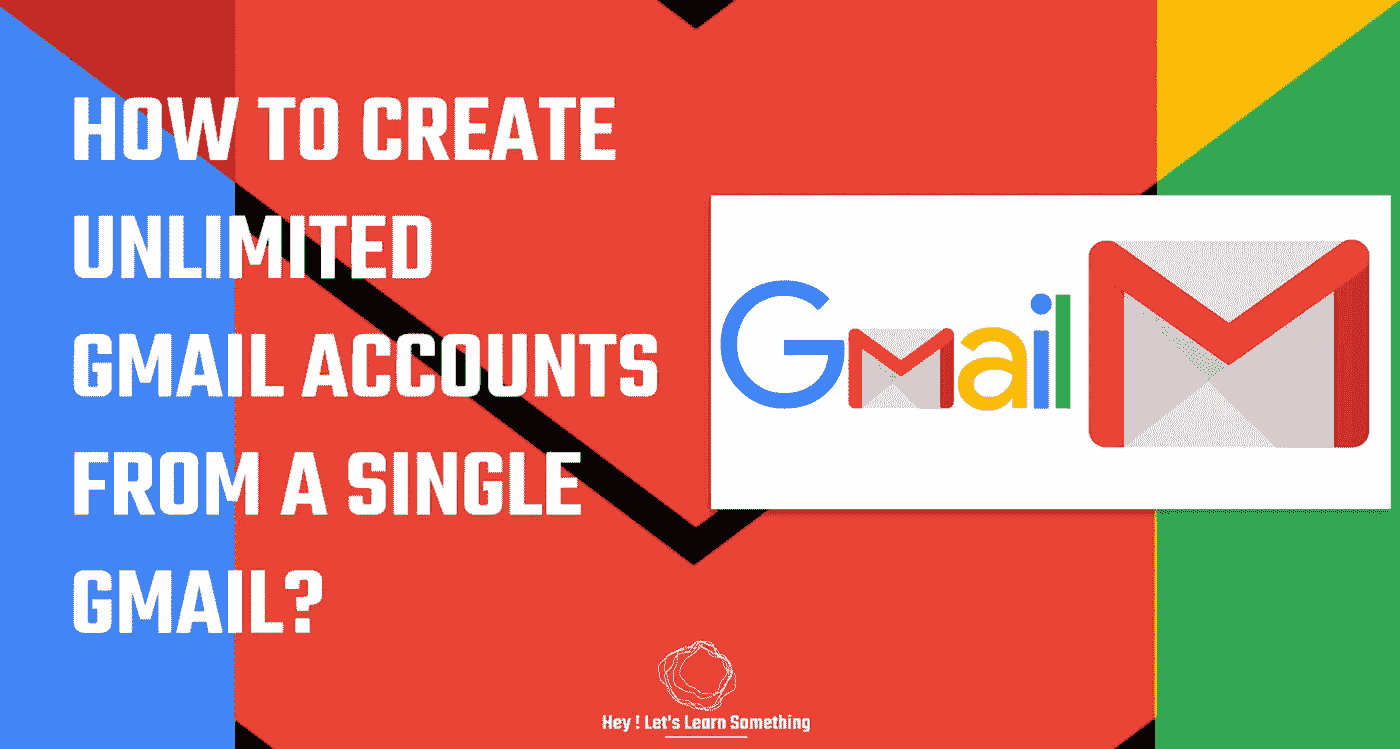 HOW TO CREATE
UNLIMITED
GMAIL ACCOUNTS
FROM A SINGLE
GMAIL?
Gmail
Hey ! Let's Learn Something